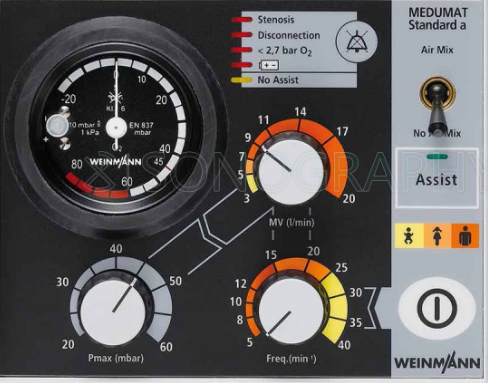 Stenosis
Disconnection
< 2,7 bar O2
+ -
No Assist
MEDUMAT
Standard a
Air Mix
No Mix
Assist
0
-20 10
20
30
40
45
60
80
10 mbar ≙
1 kPa
EN 837
mbar
O2
WEINMANN
3 5 7 9 11 14 17 20
MV (l/min)
20 30 40 50 60
Pmax (mbar)
5 8 10 12 15 20 25 30 35 40
Freq.(min-1)
WEINMANN
SONOGRAPHY